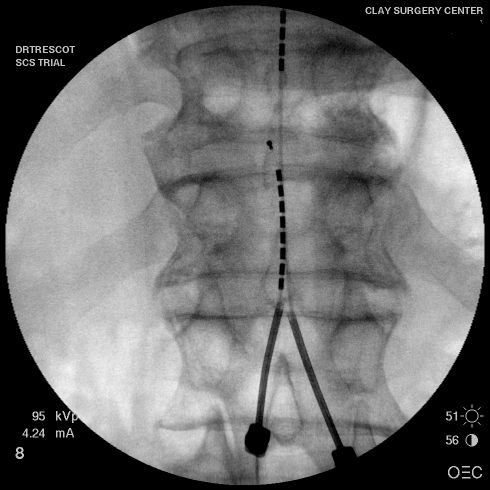 CLAY SURGERY CENTER
DRTRESCOT
SCS TRIAL
95 kVp
4.24 mA
8
51
56
OEC